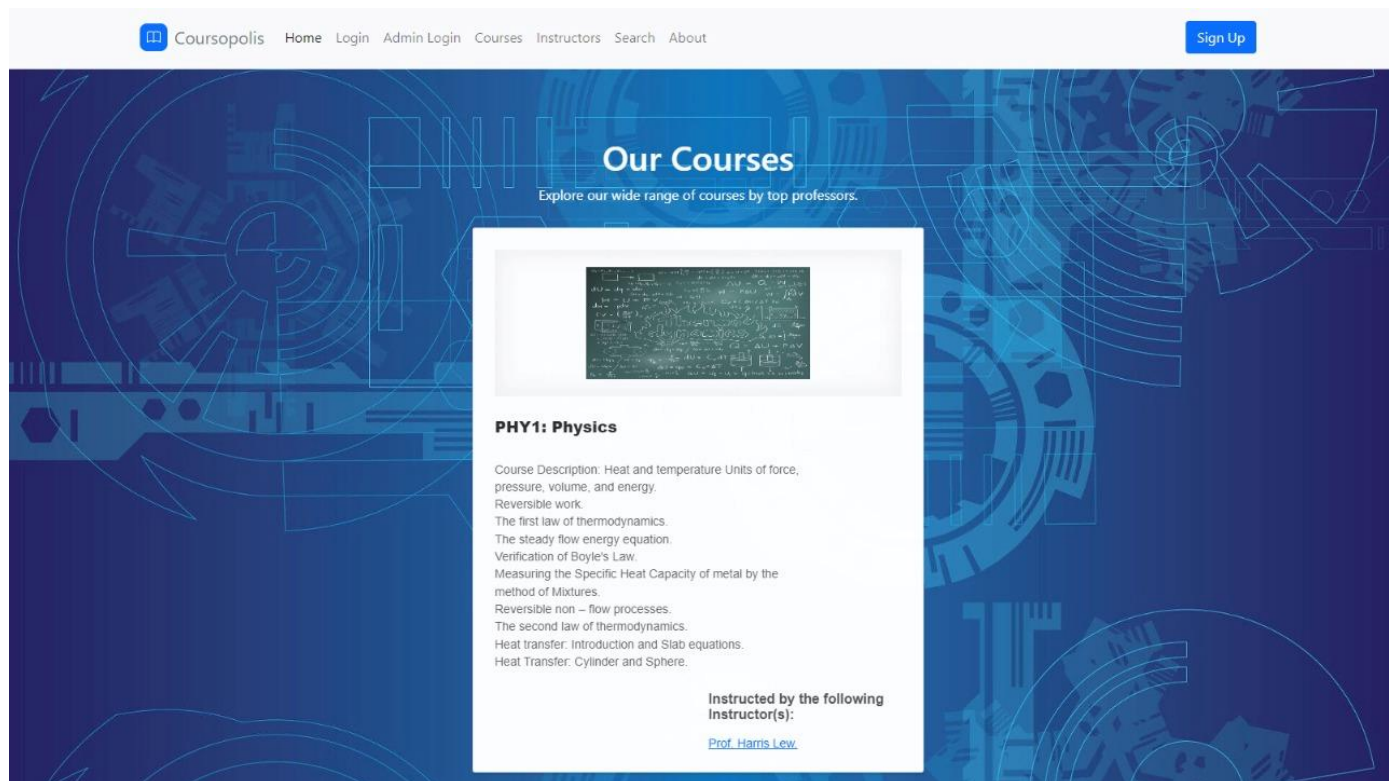 Coursopolis Home Login Admin Login Courses Instructors Search About Sign Up
Our Courses
Explore our wide range of courses by top professors.
PHY1: Physics
Course Description: Heat and temperature Units of force,
pressure, volume, and energy.
Reversible work.
The first law of thermodynamics.
The steady flow energy equation.
Verification of Boyle's Law.
Measuring the Specific Heat Capacity of metal by the
method of Mixtures.
Reversible non – flow processes.
The second law of thermodynamics.
Heat transfer: Introduction and Slab equations.
Heat Transfer: Cylinder and Sphere.
Instructed by the following
Instructor(s):
Prof. Harris Lew.